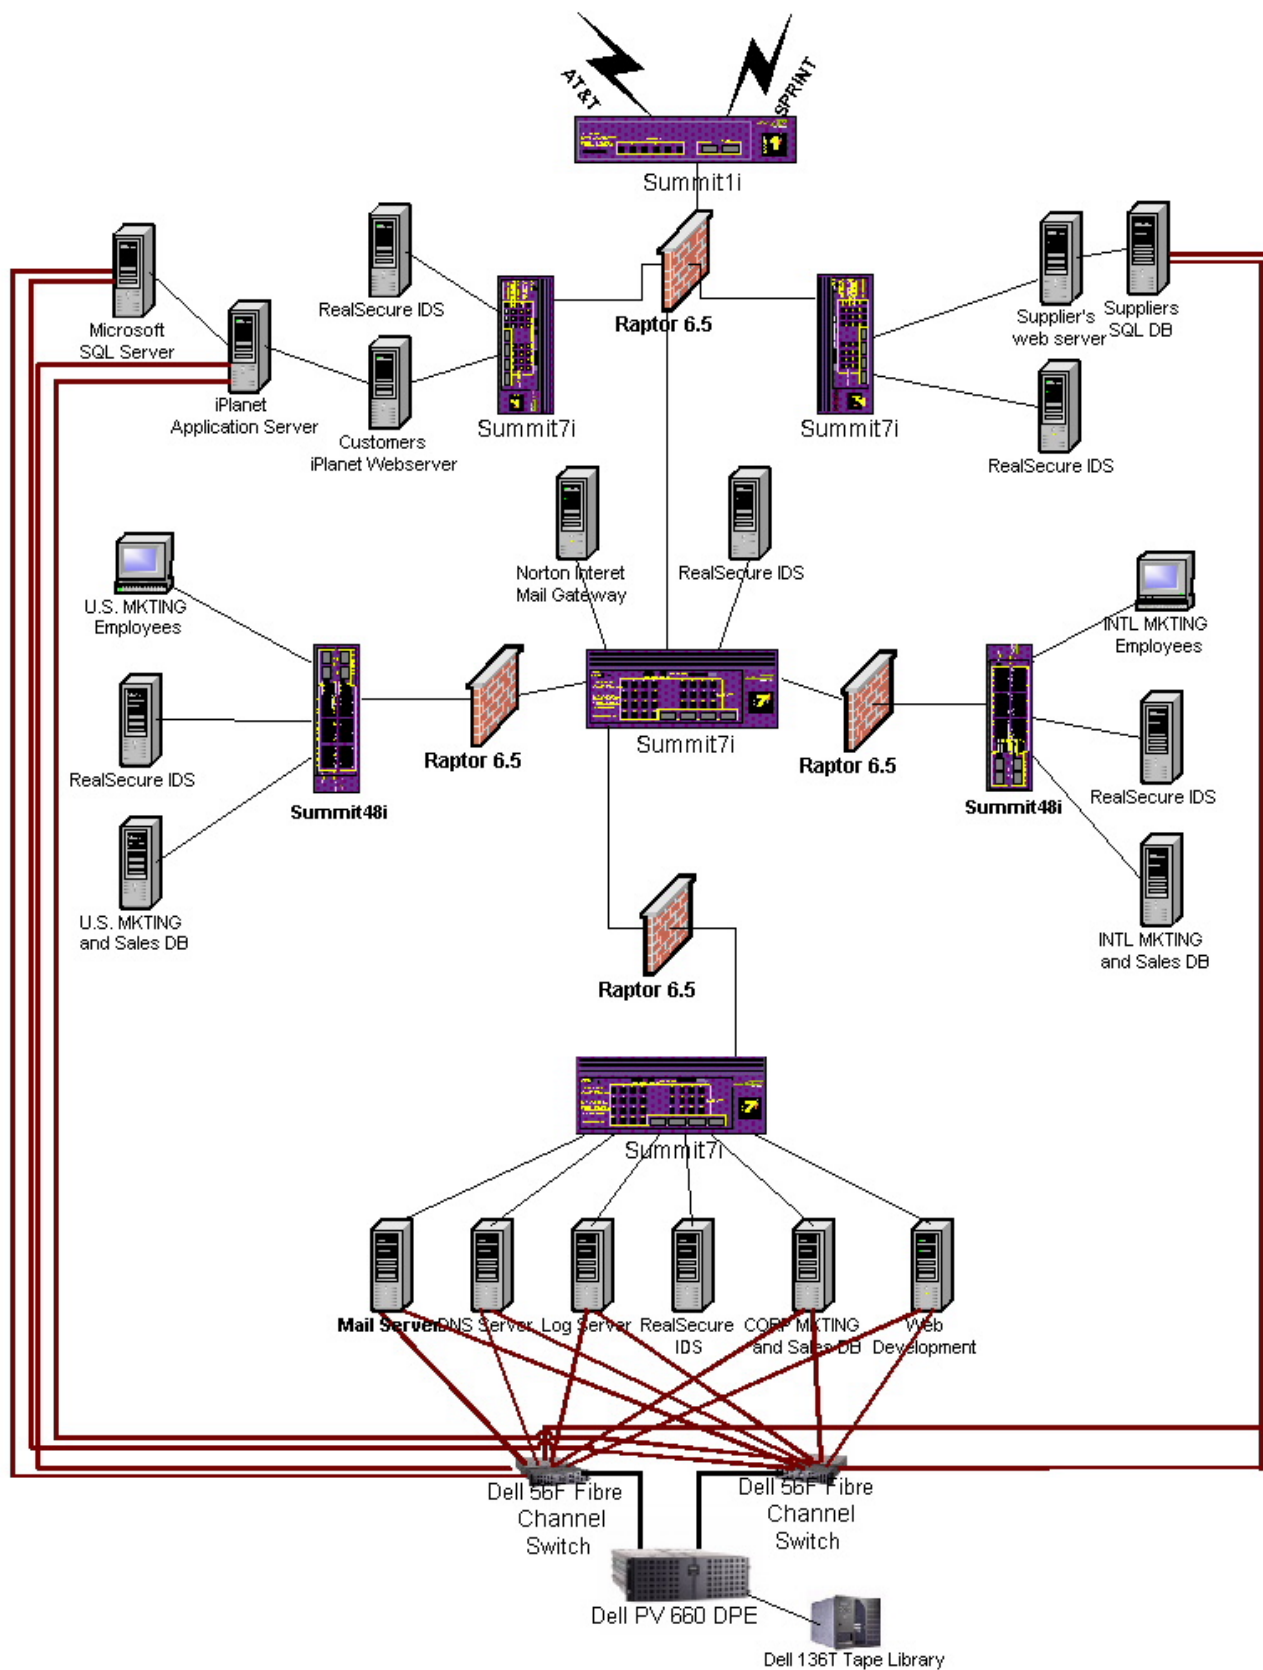 AT&T
SPRINT
Summit1i
RealSecure IDS
Raptor 6.5
Microsoft
SQL Server
Supplier's
web server
Suppliers
SQL DB
iPlanet
Application Server
Customers
iPlanet Webserver
Summit7i
Summit7i
RealSecure IDS
Norton Interet
Mail Gateway
RealSecure IDS
U.S. MKTING
Employees
INTL MKTING
Employees
Summit7i
Raptor 6.5
Raptor 6.5
RealSecure IDS
RealSecure IDS
Summit48i
Summit48i
U.S. MKTING
and Sales DB
INTL MKTING
and Sales DB
Raptor 6.5
Summit7i
Mail Server
DNS Server
Log Server
RealSecure
IDS
CORP MKTING
and Sales DB
Web
Development
Dell 56F Fibre
Channel
Switch
Dell 56F Fibre
Channel
Switch
Dell PV 660 DPE
Dell 136T Tape Library